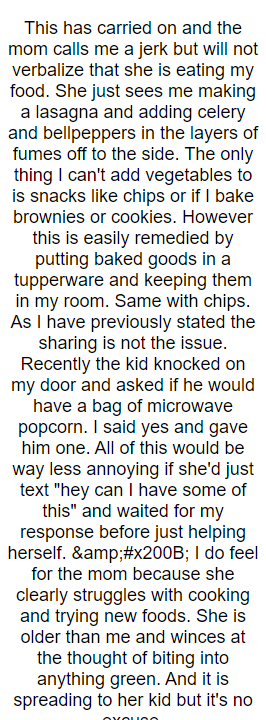 This has carried on and the
mom calls me a jerk but will not
verbalize that she is eating my
food. She just sees me making
a lasagna and adding celery
and bellpeppers in the layers of
fumes off to the side. The only
thing I can't add vegetables to
is snacks like chips or if I bake
brownies or cookies. However
this is easily remedied by
putting baked goods in a
tupperware and keeping them
in my room. Same with chips.
As I have previously stated the
sharing is not the issue.
Recently the kid knocked on
my door and asked if he would
have a bag of microwave
popcorn. I said yes and gave
him one. All of this would be
way less annoying if she'd just
text "hey can I have some of
this" and waited for my
response before just helping
herself. &amp;#x200B; I do feel
for the mom because she
clearly struggles with cooking
and trying new foods. She is
older than me and winces at
the thought of biting into
anything green. And it is
spreading to her kid but it's no
excuse